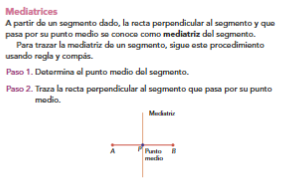 Mediatrices
A partir de un segmento dado, la recta perpendicular al segmento y que
pasa por su punto medio se conoce como mediatriz del segmento.
Para trazar la mediatriz de un segmento, sigue este procedimiento
usando regla y compás.
Paso 1. Determina el punto medio del segmento.
Paso 2. Traza la recta perpendicular al segmento que pasa por su punto
medio.
Mediatriz
A P Punto B
medio